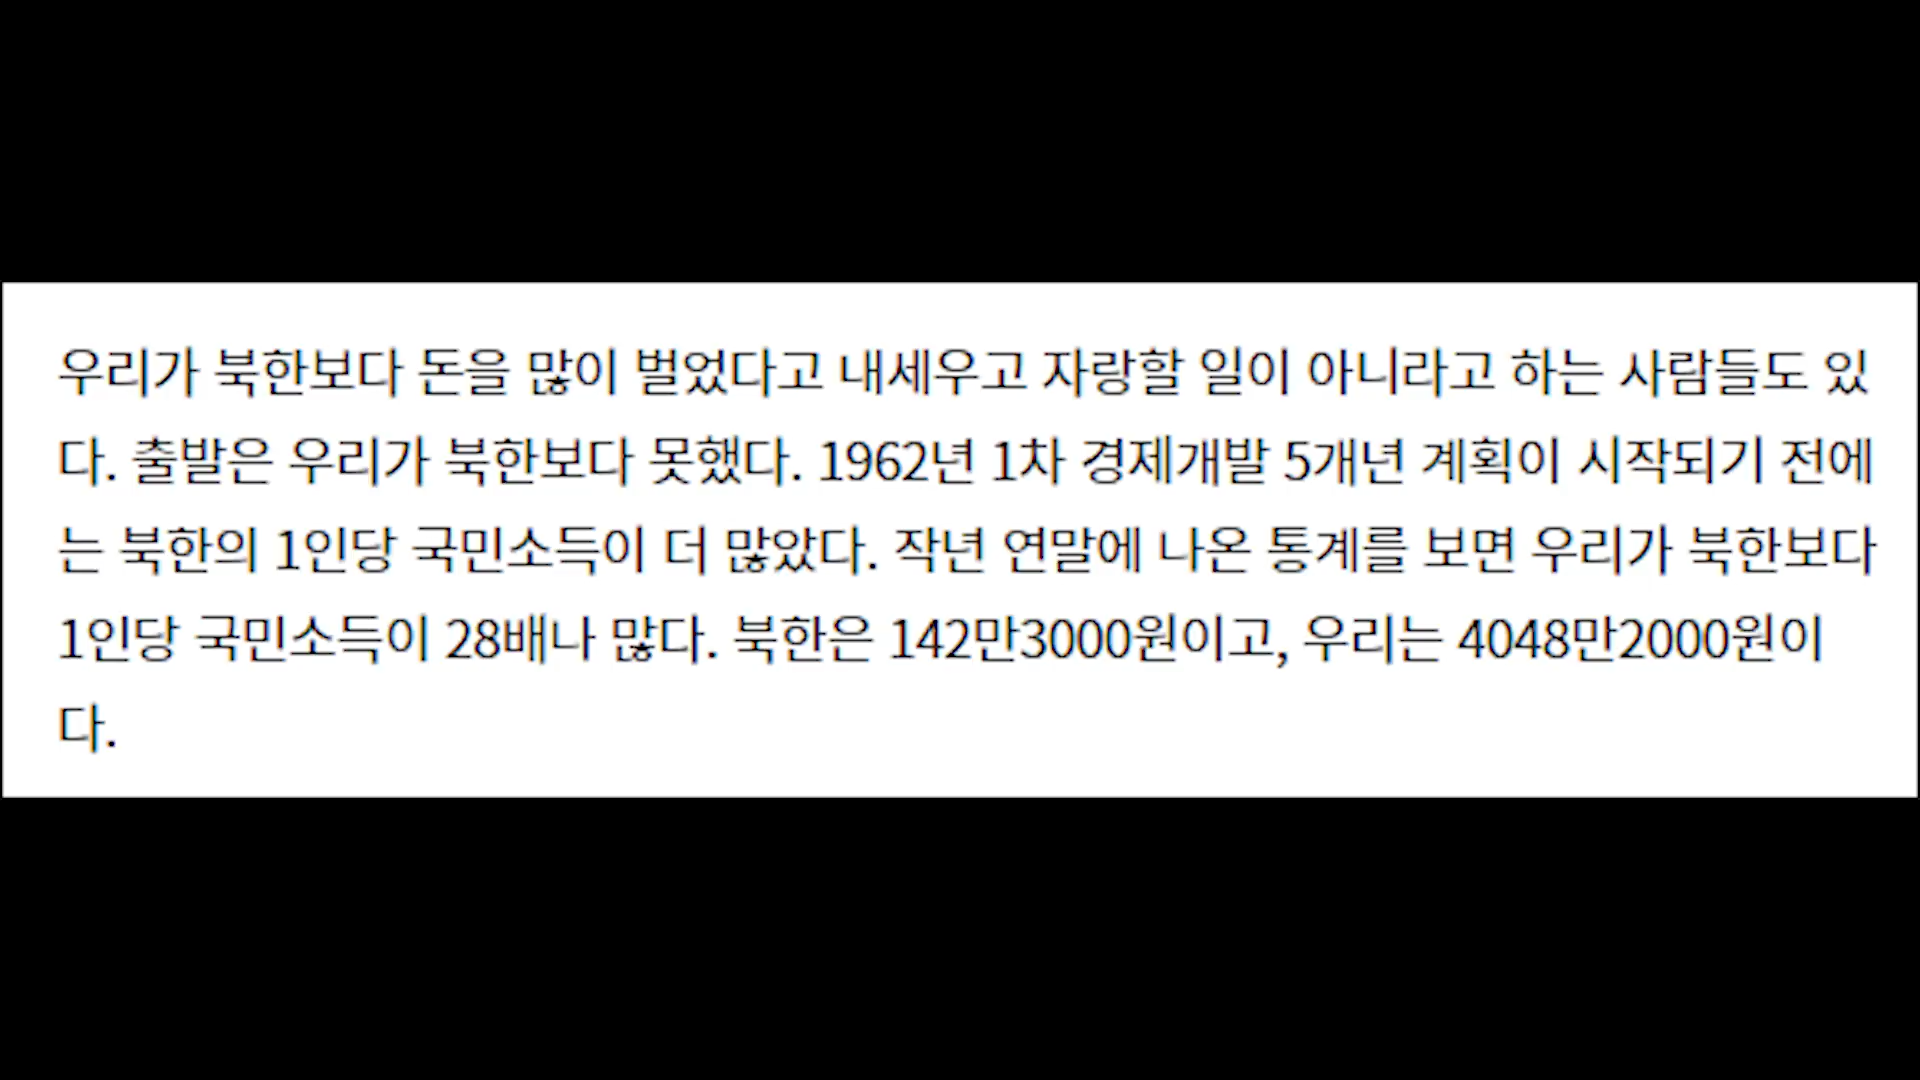 우리가 북한보다 돈을 많이 벌었다고 내세우고 자랑할 일이 아니라고 하는 사람들도 있
다. 출발은 우리가 북한보다 못했다. 1962년 1차 경제개발 5개년 계획이 시작되기 전에
는 북한의 1인당 국민소득이 더 많았다. 작년 연말에 나온 통계를 보면 우리가 북한보다
1인당 국민소득이 28배나 많다. 북한은 142만3000원이고, 우리는 4048만2000원이
다.